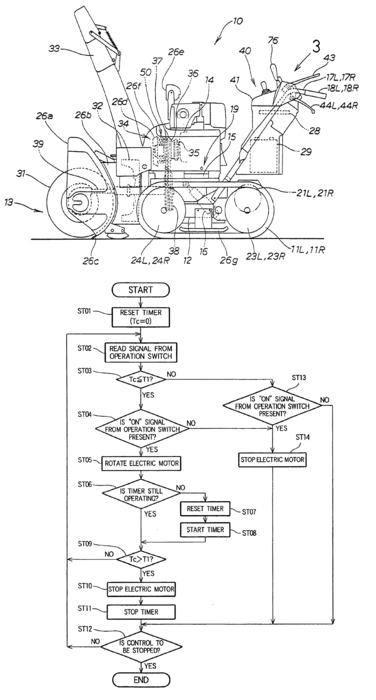 10
26e
37
50
36
26f
14
40
76
3
43
17L, 17R
18L, 18R
44L, 44R
41
33
26d
32
34
26b
26a
39
31
13
19
15
28
29
35
21L, 21R
26c
24L, 24R
38
12
16
26g
23L, 23R
11L, 11R
START
ST01
RESET TIMER
(Tc=0)
ST02
READ SIGNAL FROM
OPERATION SWITCH
ST03
Tc≦T1?
NO
YES
ST13
IS "ON" SIGNAL
FROM OPERATION SWITCH
PRESENT?
NO
YES
ST04
IS "ON" SIGNAL
FROM OPERATION SWITCH
PRESENT?
NO
YES
ST14
STOP ELECTRIC MOTOR
ST05
ROTATE ELECTRIC MOTOR
ST06
IS TIMER STILL
OPERATING?
NO
YES
RESET TIMER
ST07
START TIMER
ST08
ST09
Tc>T1?
NO
YES
ST10
STOP ELECTRIC MOTOR
ST11
STOP TIMER
ST12
IS CONTROL TO
BE STOPPED?
NO
YES
END